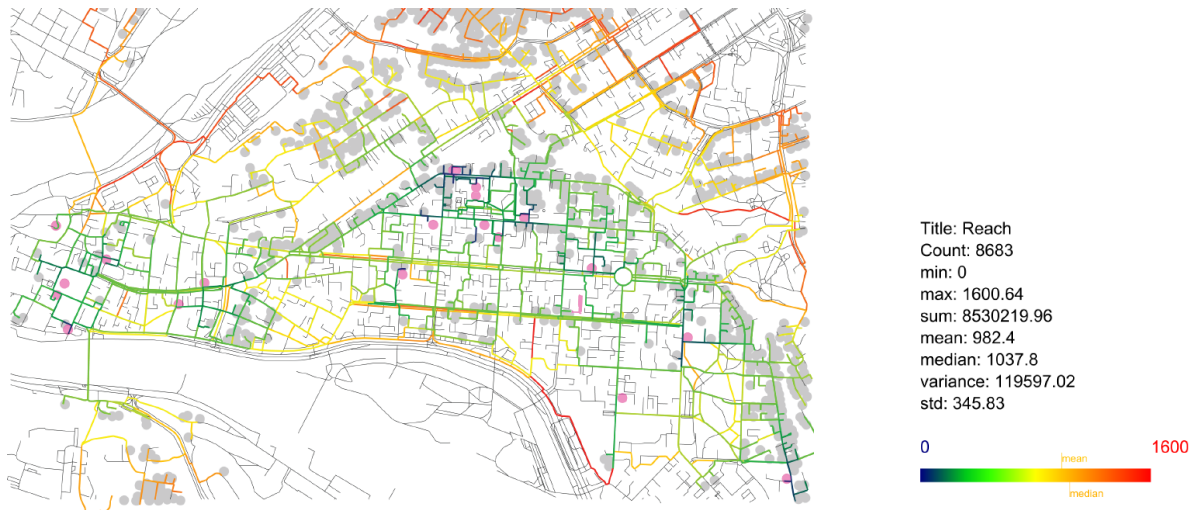 Title: Reach
Count: 8683
min: 0
max: 1600.64
sum: 8530219.96
mean: 982.4
median: 1037.8
variance: 119597.02
std: 345.83
0 1600
mean
median